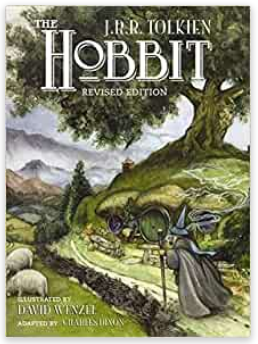 THE J.R.R. TOLKIEN
HOBBIT
REVISED EDITION
ILLUSTRATED BY
DAVID WENZEL
ADAPTED BY CHARLES DIXON